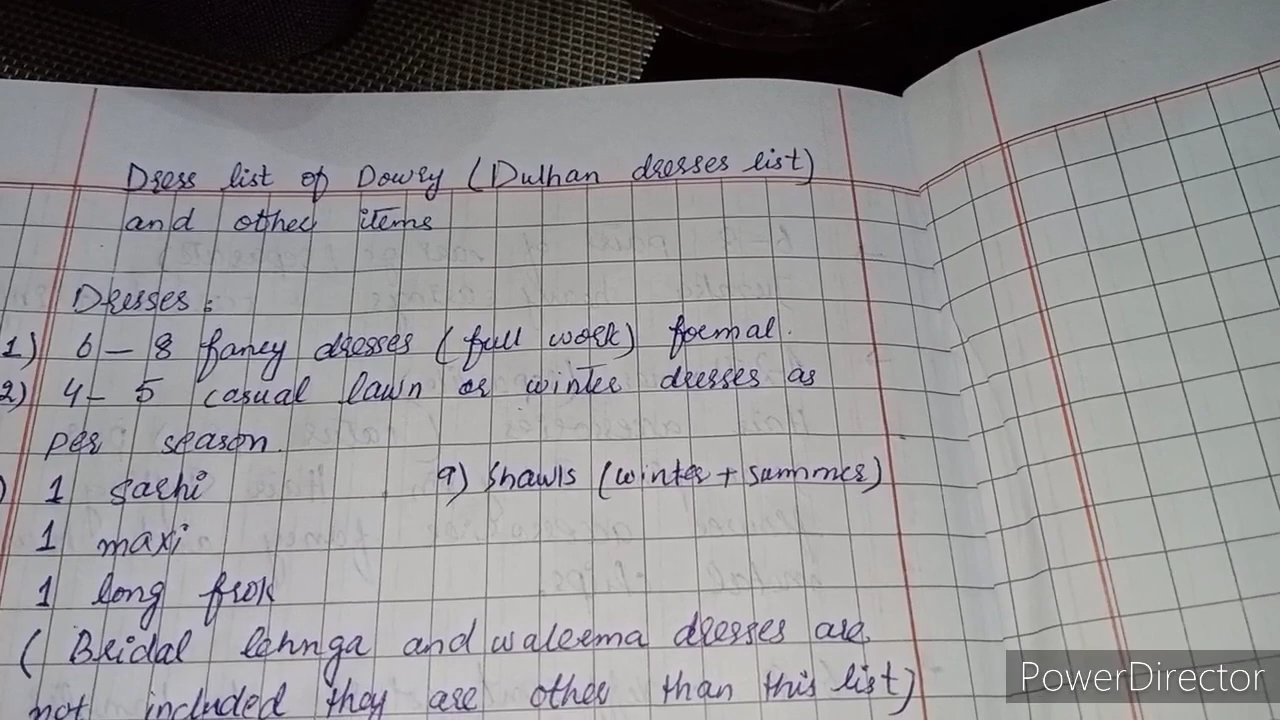 Dress list of Dowry (Dulhan dresses list)
and other items
Dresses:
1) 6 - 8 fancy dresses (full work) formal.
2) 4 - 5 casual lawn or winter dresses as
per season.
) 1 sarhi 9) Shawls (winter + summer)
1 maxi
1 long frok
( Bridal lehnga and waleema dresses are
not included they are other than this list)
PowerDirector